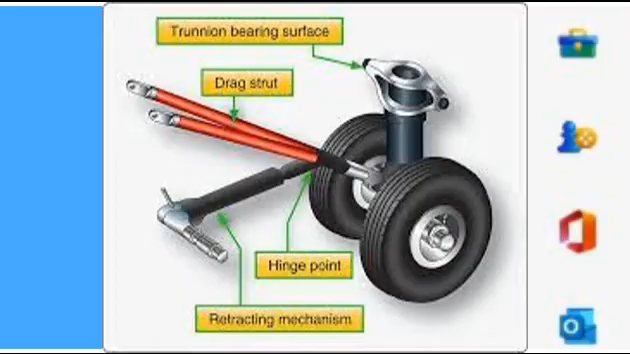 Trunnion bearing surface
Drag strut
Hinge point
Retracting mechanism